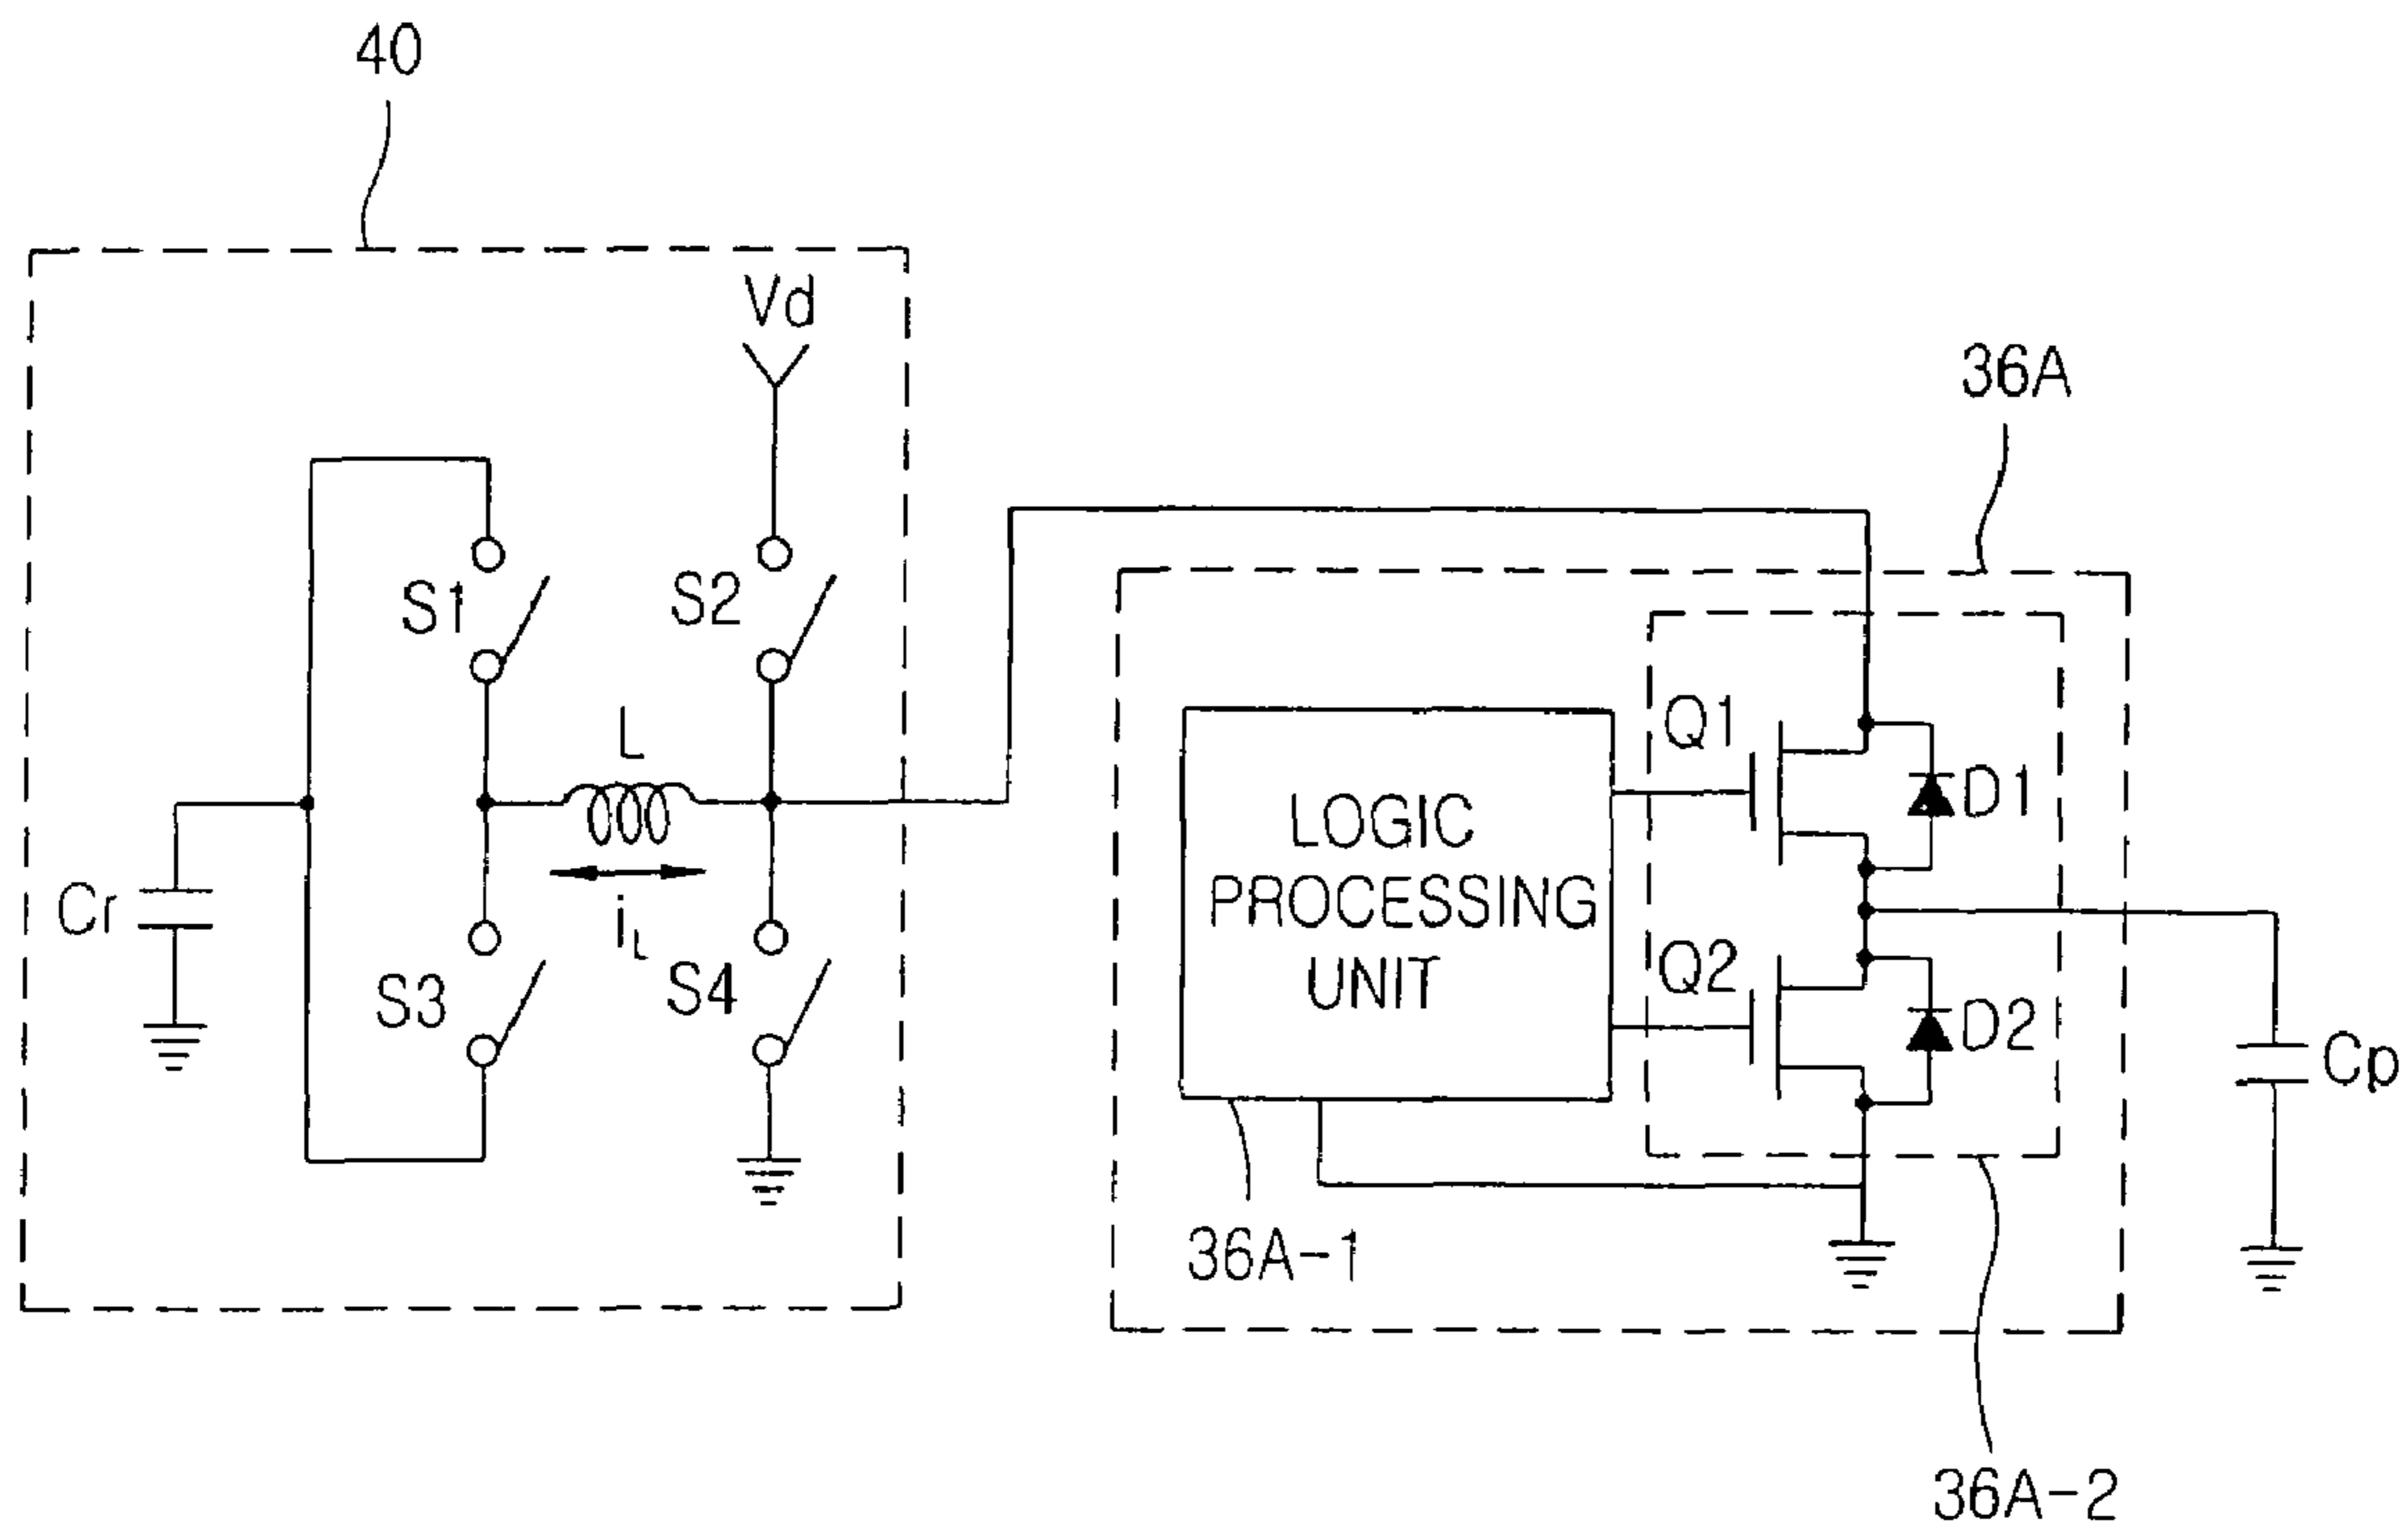 40
Vd
36A
S1
S2
Q1
L
D1
LOGIC
PROCESSING
UNIT
Cr
iL
S3
S4
Q2
D2
Cp
36A-1
36A-2